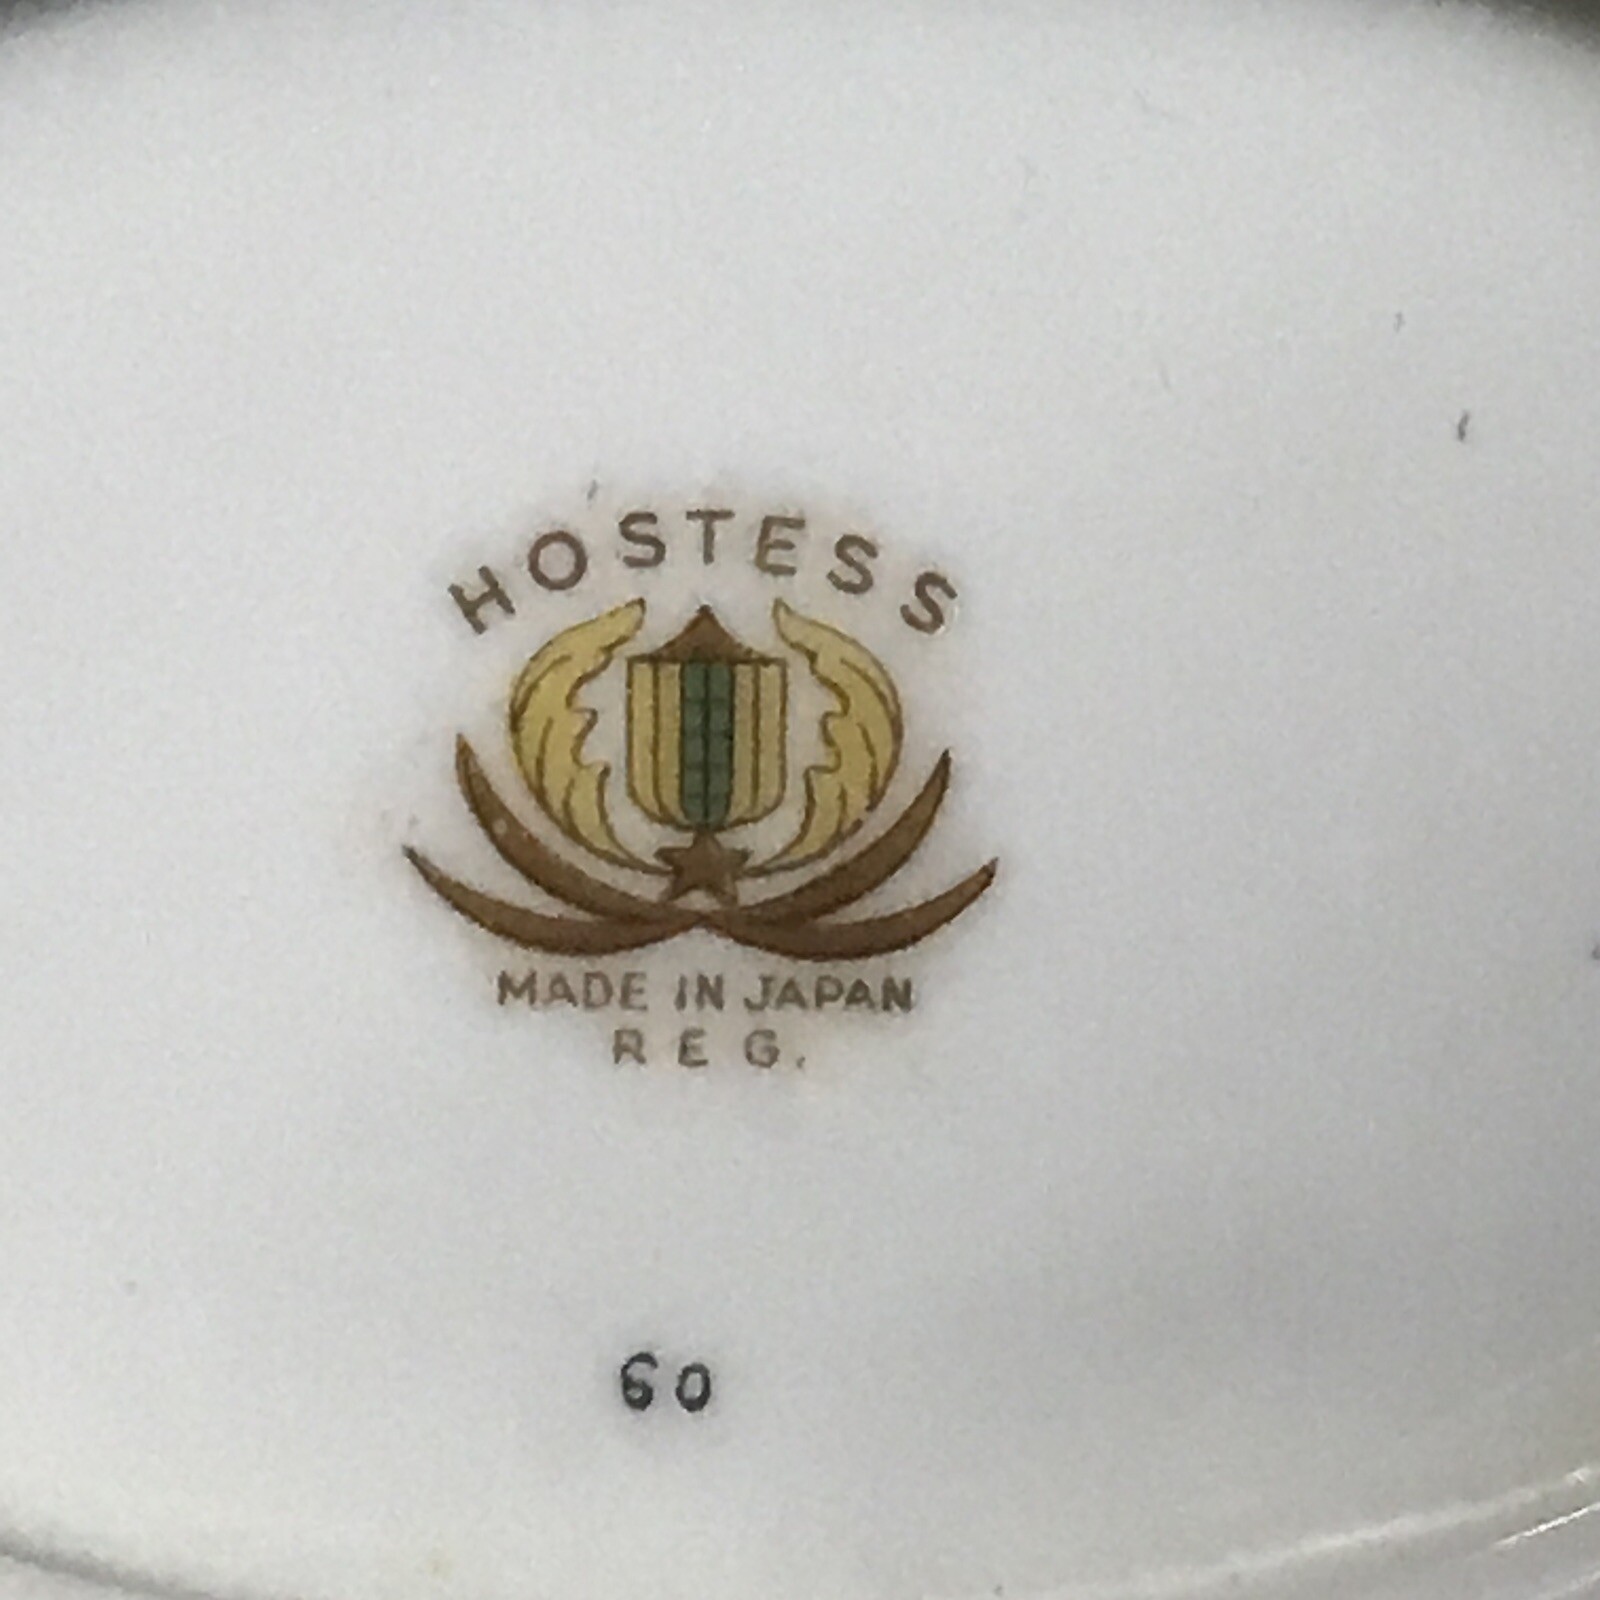 HOSTESS
MADE IN JAPAN
REG.
60